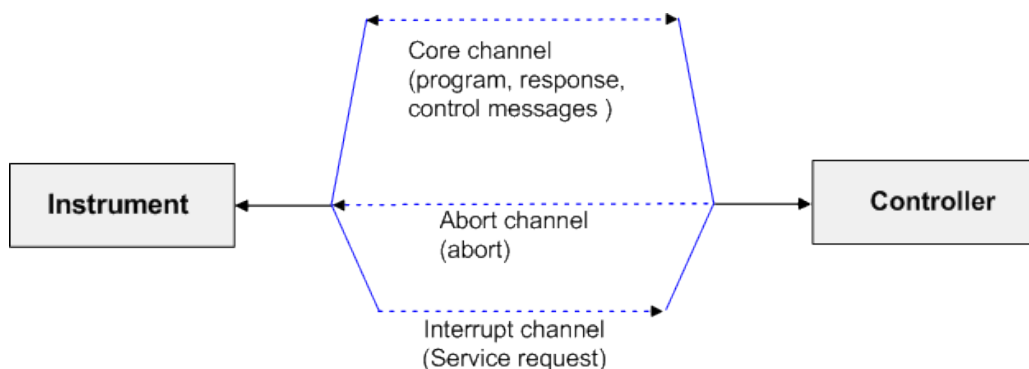 Core channel
(program, response,
control messages )
Instrument
Controller
Abort channel
(abort)
Interrupt channel
(Service request)